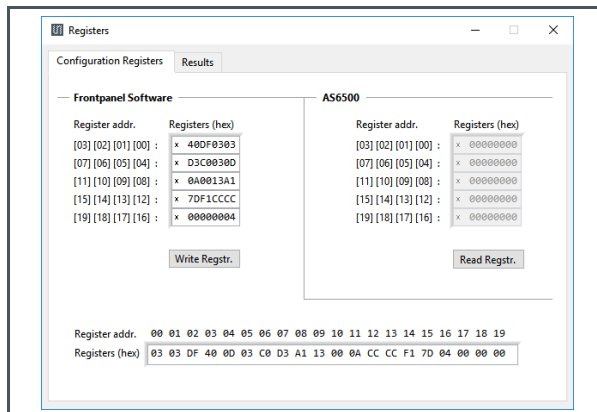 Registers
Configuration Registers Results
Frontpanel Software AS6500
Register addr. Registers (hex) Register addr. Registers (hex)
[03] [02] [01] [00] : x 40DF0303 [03] [02] [01] [00] : x 00000000
[07] [06] [05] [04] : x D3C0030D [07] [06] [05] [04] : x 00000000
[11] [10] [09] [08] : x 0A0013A1 [11] [10] [09] [08] : x 00000000
[15] [14] [13] [12] : x 7DF1CCCC [15] [14] [13] [12] : x 00000000
[19] [18] [17] [16] : x 00000004 [19] [18] [17] [16] : x 00000000
Write Regstr. Read Regstr.
Register addr. 00 01 02 03 04 05 06 07 08 09 10 11 12 13 14 15 16 17 18 19
Registers (hex) 03 03 DF 40 0D 03 C0 D3 A1 13 00 0A CC CC F1 7D 04 00 00 00